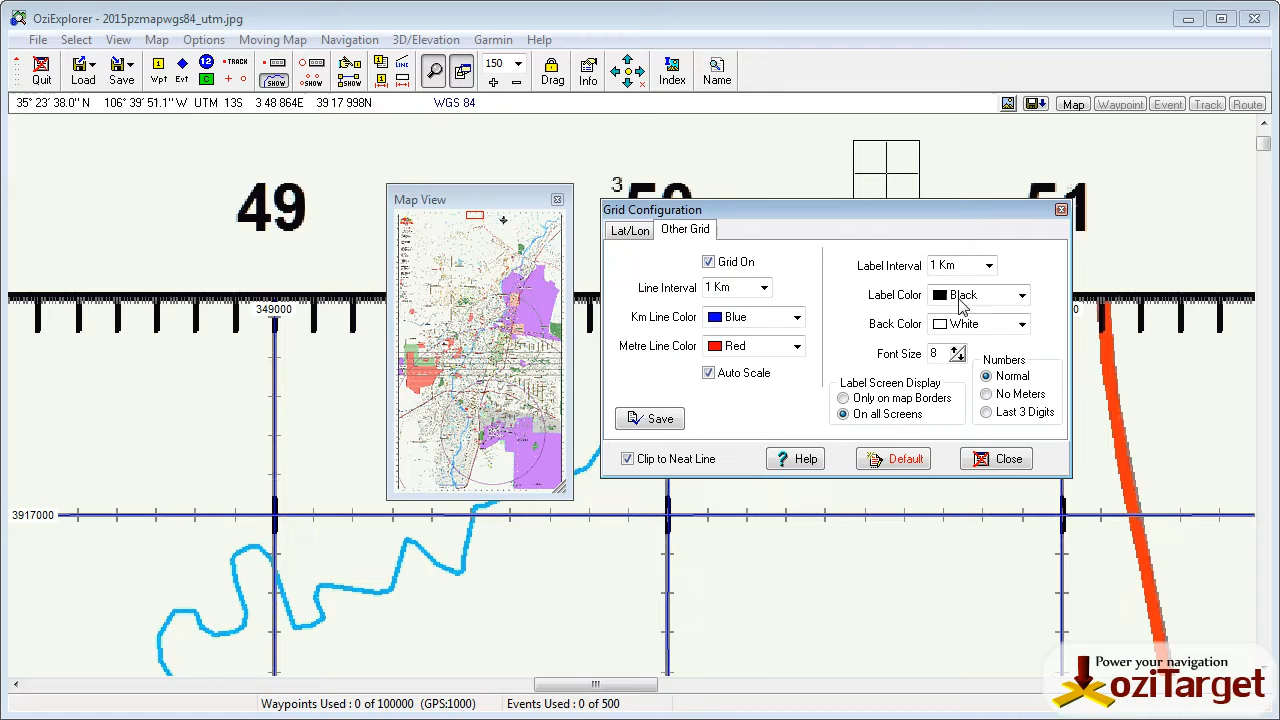 OziExplorer - 2015pzmapwgs84_utm.jpg
File Select View Map Options Moving Map Navigation 3D/Elevation Garmin Help
Quit Load Save Wpt Evt C 12 TRACK SHOW SHOW SHOW LINE 150 Drag Info Index Name
35° 23' 38.0" N 106° 39' 51.1" W UTM 13S 3 48 864E 39 17 998N WGS 84 Map Waypoint Event Track Route
49
3 50
51
Map View
Grid Configuration
Lat/Lon Other Grid
Grid On
Line Interval 1 Km
Km Line Color Blue
Metre Line Color Red
Auto Scale
Save
Label Interval 1 Km
Label Color Black
Back Color White
Font Size 8
Label Screen Display
Only on map Borders
On all Screens
Numbers
Normal
No Meters
Last 3 Digits
Clip to Neat Line
Help
Default
Close
349000
3917000
Waypoints Used : of 100000 (GPS:1000) Events Used : 0 of 500
Power your navigation
oziTarget